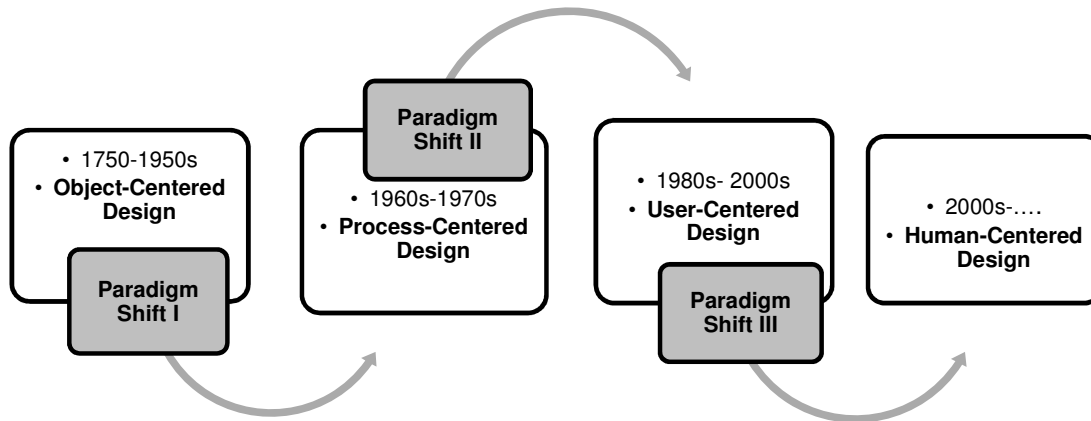 • 1750-1950s
• Object-Centered
Design
Paradigm
Shift I
Paradigm
Shift II
• 1960s-1970s
• Process-Centered
Design
• 1980s- 2000s
• User-Centered
Design
Paradigm
Shift III
• 2000s-....
• Human-Centered
Design